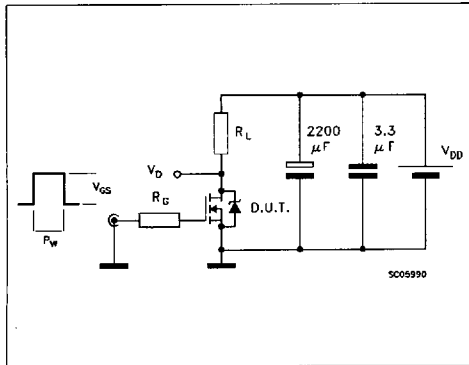 R_L
2200
μF
3.3
μF
V_DD
V_D
V_GS
R_G
D.U.T.
P_W
SC05990